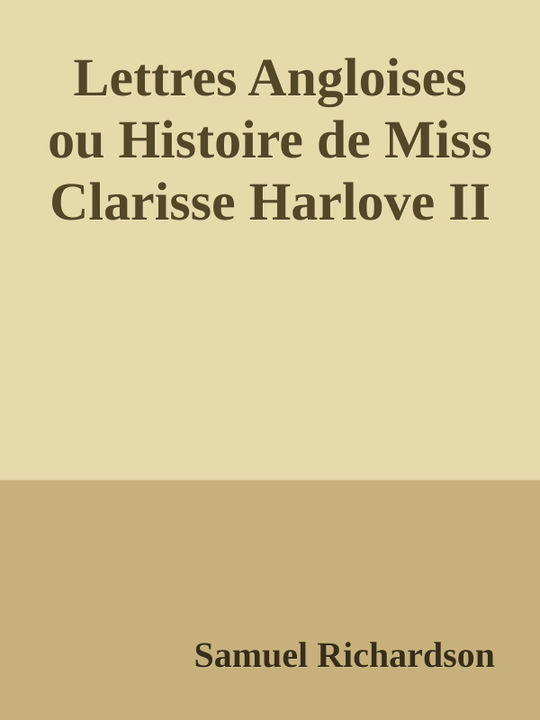 Lettres Angloises
ou Histoire de Miss
Clarisse Harlove II
Samuel Richardson